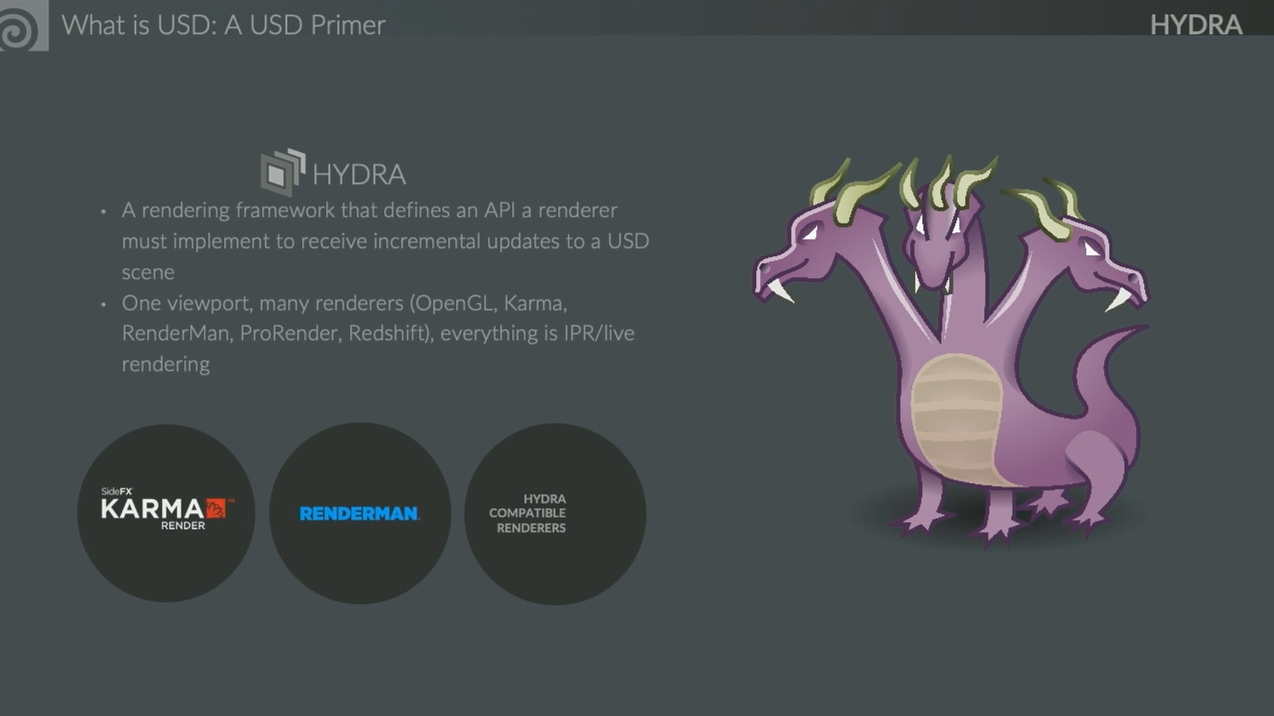 What is USD: A USD Primer
HYDRA
HYDRA
• A rendering framework that defines an API a renderer
must implement to receive incremental updates to a USD
scene
• One viewport, many renderers (OpenGL, Karma,
RenderMan, ProRender, Redshift), everything is IPR/live
rendering
SideFX
KARMA™
RENDER
RENDERMAN.
HYDRA
COMPATIBLE
RENDERERS